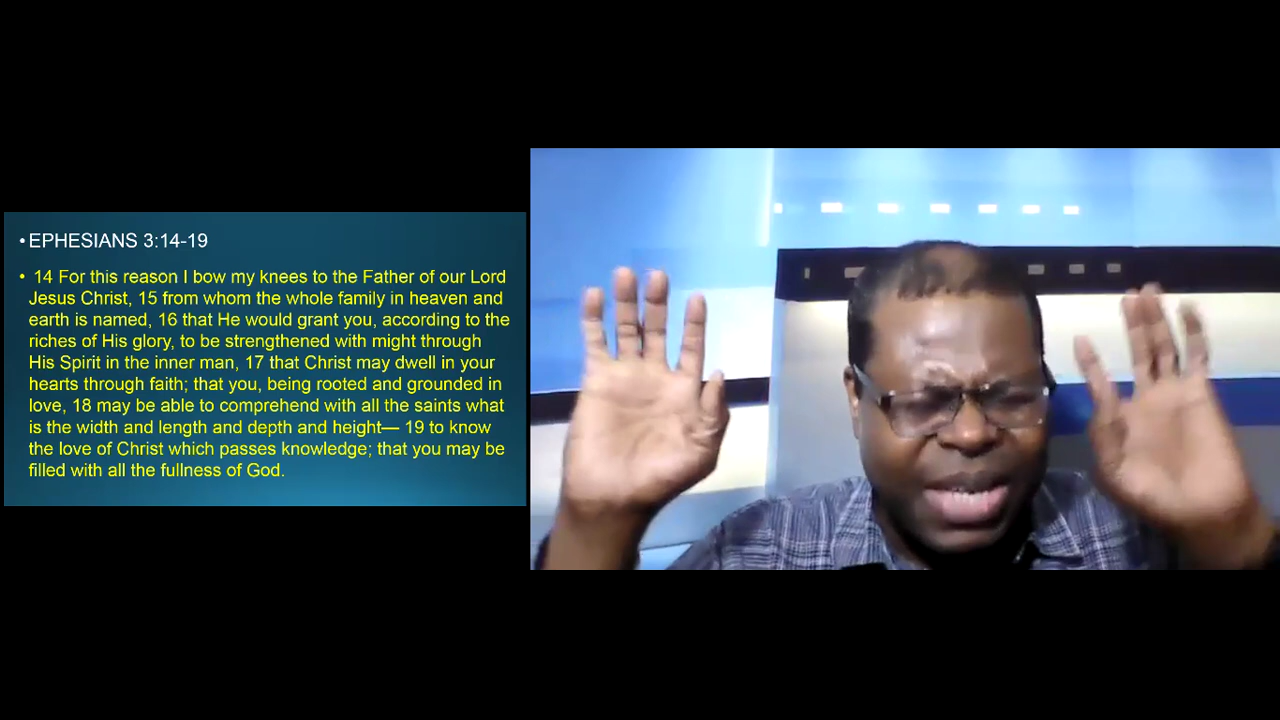 •EPHESIANS 3:14-19
• 14 For this reason I bow my knees to the Father of our Lord
Jesus Christ, 15 from whom the whole family in heaven and
earth is named, 16 that He would grant you, according to the
riches of His glory, to be strengthened with might through
His Spirit in the inner man, 17 that Christ may dwell in your
hearts through faith; that you, being rooted and grounded in
love, 18 may be able to comprehend with all the saints what
is the width and length and depth and height— 19 to know
the love of Christ which passes knowledge; that you may be
filled with all the fullness of God.